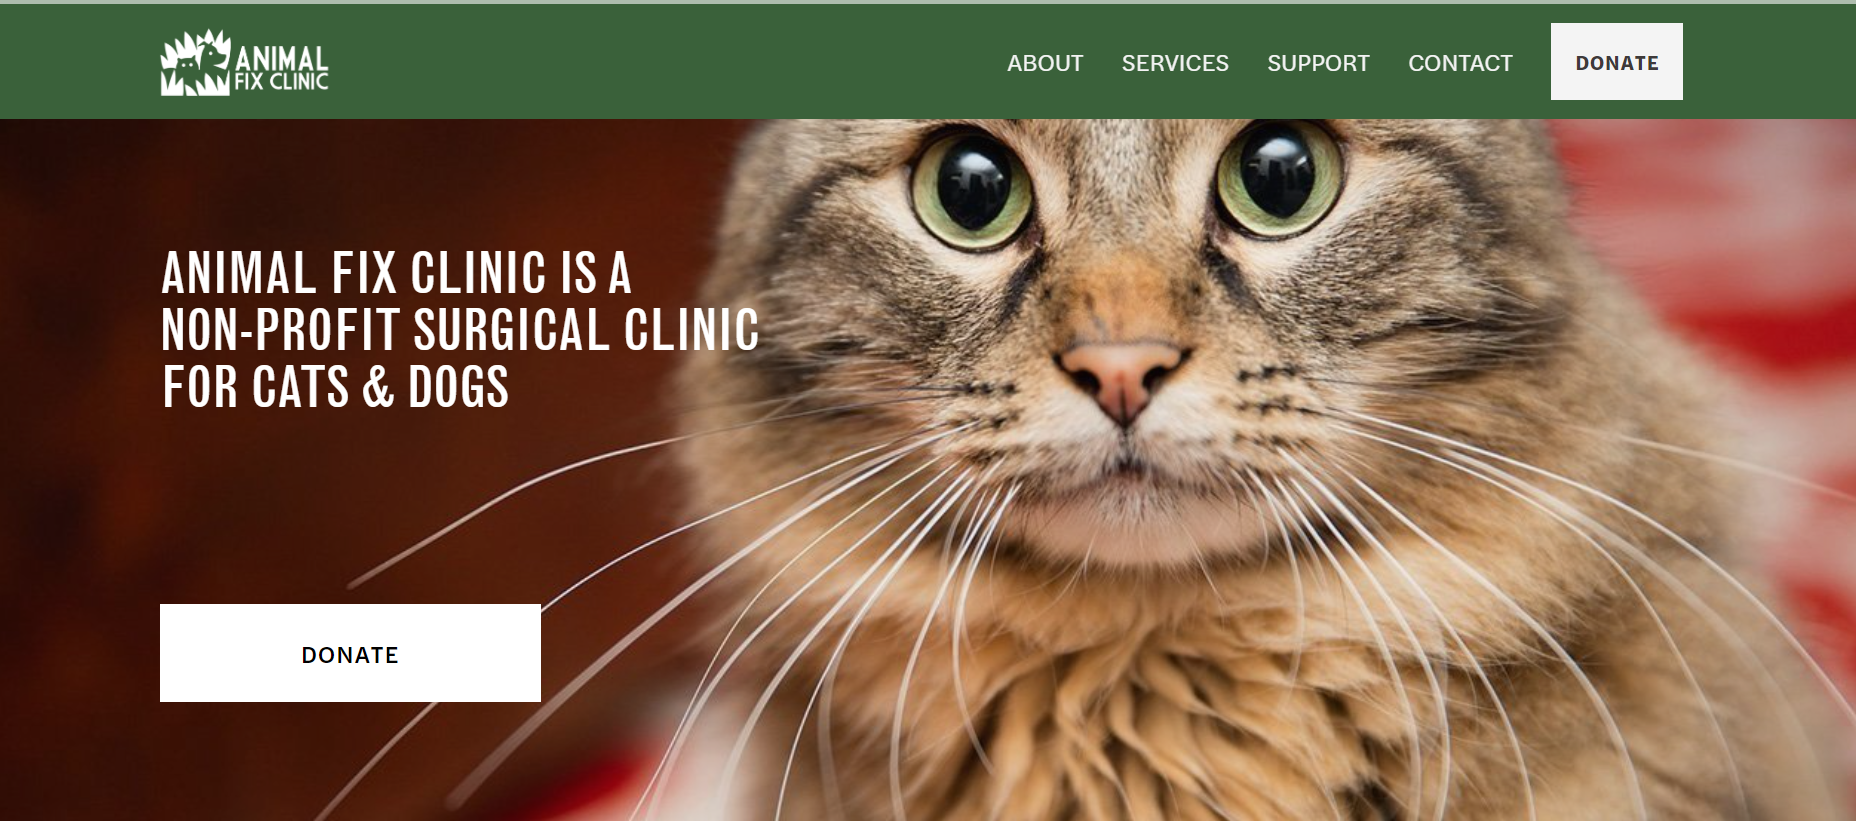 ANIMAL
FIX CLINIC
ABOUT
SERVICES
SUPPORT
CONTACT
DONATE
ANIMAL FIX CLINIC IS A
NON-PROFIT SURGICAL CLINIC
FOR CATS & DOGS
DONATE